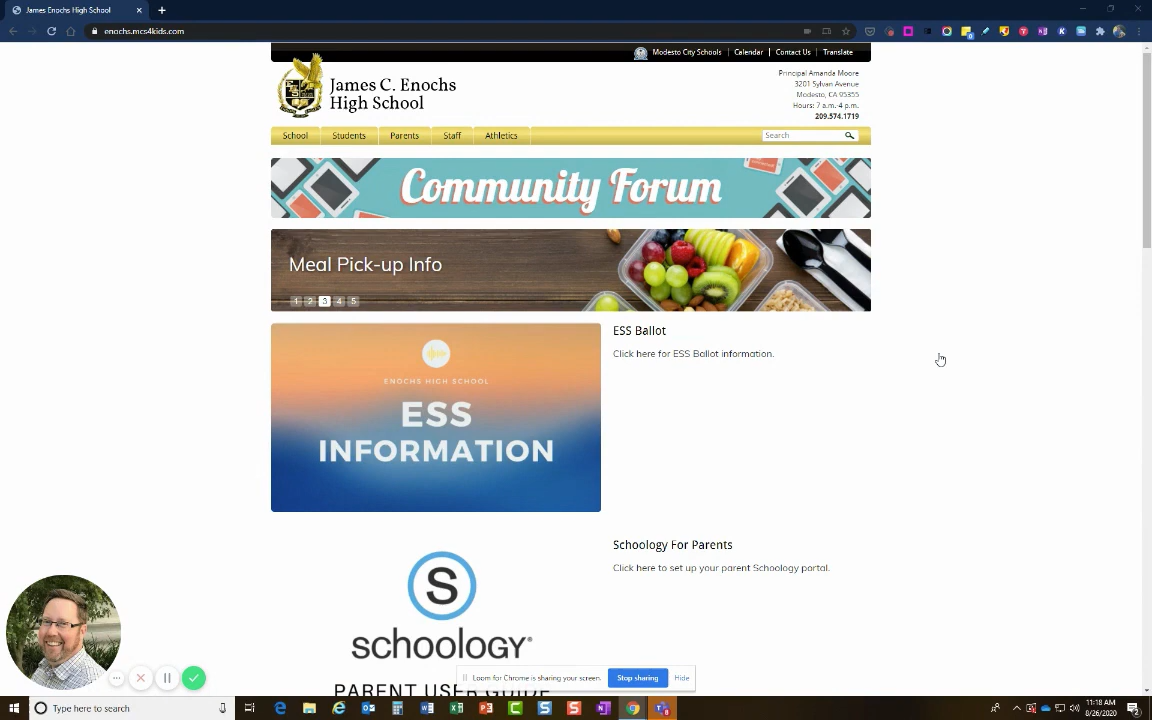 James Enochs High School
enochs.mcs4kids.com
Modesto City Schools | Calendar | Contact Us | Translate
James C. Enochs
High School
Principal Amanda Moore
3201 Sylvan Avenue
Modesto, CA 95355
Hours: 7 a.m.-4 p.m.
209.574.1719
School Students Parents Staff Athletics Search
Community Forum
Meal Pick-up Info
1 2 3 4 5
ENOCHS HIGH SCHOOL
ESS
INFORMATION
ESS Ballot
Click here for ESS Ballot information.
S
schoology
PARENT USER GUIDE
Schoology For Parents
Click here to set up your parent Schoology portal.
Loom for Chrome is sharing your screen. Stop sharing Hide
Type here to search
11:18 AM
8/26/2020